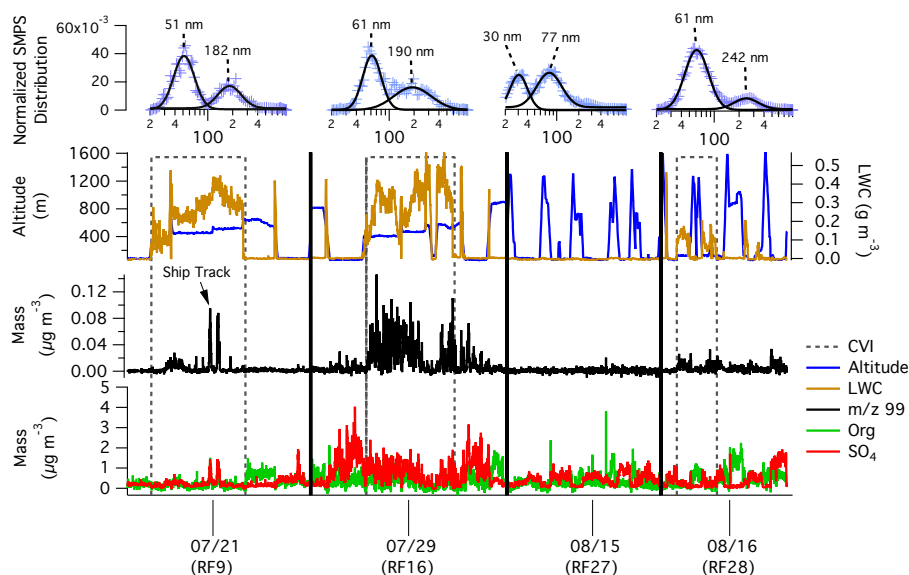 51 nm
182 nm
61 nm
190 nm
30 nm
77 nm
61 nm
242 nm
Normalized SMPS
Distribution
60x10⁻³
40
20
0
2 4 100 2 4
2 4 100 2 4
2 4 100 2 4
2 4 100 2 4
Altitude
(m)
1600
1200
800
400
LWC (g m⁻³)
0.5
0.4
0.3
0.2
0.1
0.0
Ship Track
Mass
(µg m⁻³)
0.12
0.08
0.04
0.00
Mass
(µg m⁻³)
5
4
3
2
1
0
CVI
Altitude
LWC
m/z 99
Org
SO₄
07/21
(RF9)
07/29
(RF16)
08/15
(RF27)
08/16
(RF28)